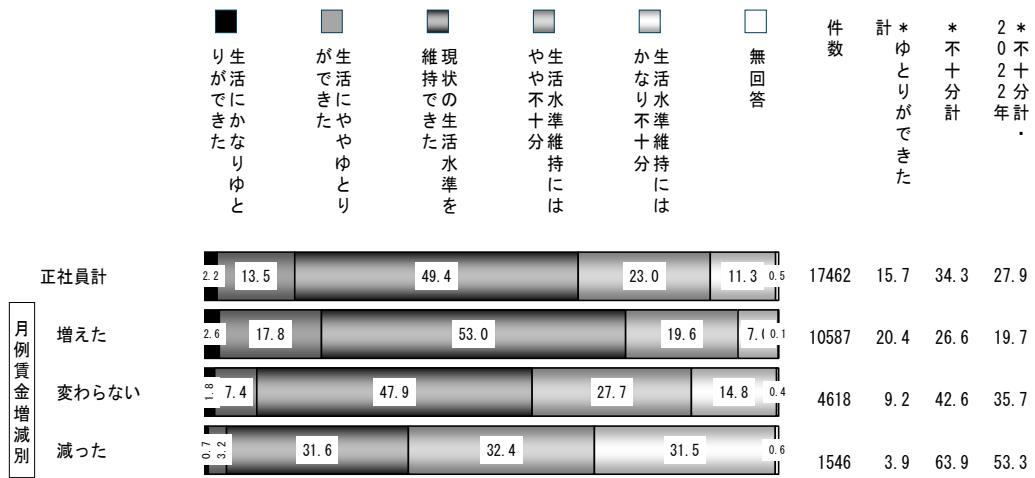 生活にかなりゆと
りができた
生活にややゆとり
ができた
現状の生活水準を
維持できた
生活水準維持には
やや不十分
生活水準維持には
かなり不十分
無回答
件数
*ゆとりができた
計
*不十分計
*不十分計・
2022年
正社員計 2.2 13.5 49.4 23.0 11.3 0.5 17462 15.7 34.3 27.9
月例賃金増減別
増えた 2.6 17.8 53.0 19.6 7.0 0.1 10587 20.4 26.6 19.7
変わらない 1.8 7.4 47.9 27.7 14.8 0.4 4618 9.2 42.6 35.7
減った 0.7 3.2 31.6 32.4 31.5 0.6 1546 3.9 63.9 53.3